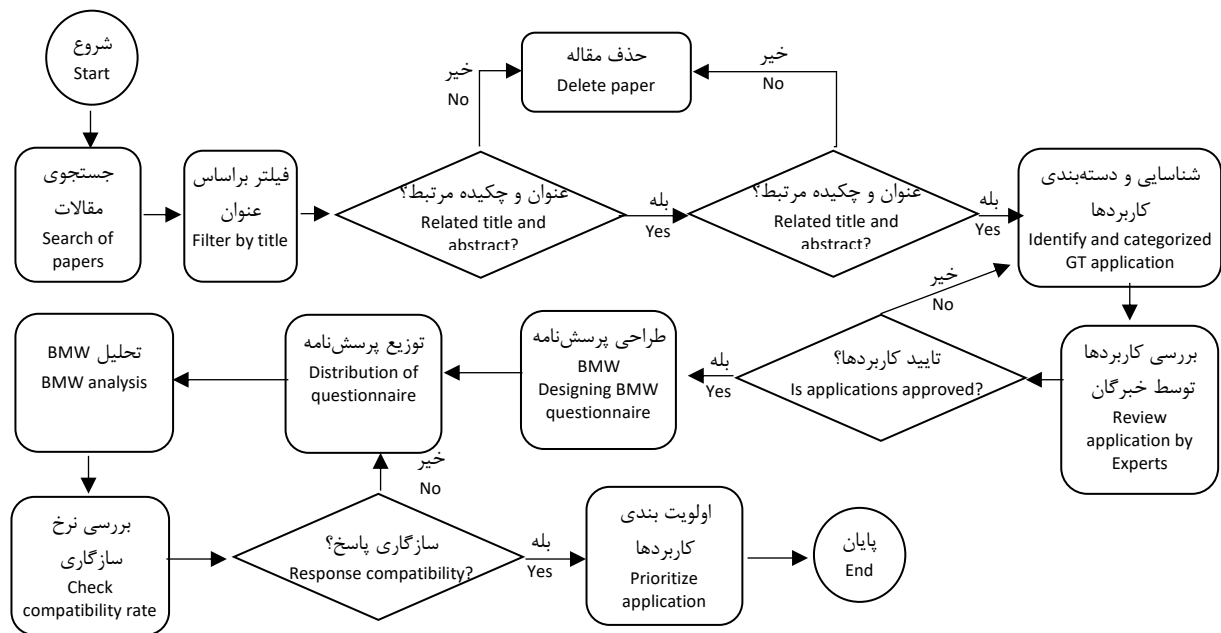 شروع
Start
حذف مقاله
Delete paper
خیر
No
خیر
No
جستجوی
مقالات
Search of
papers
فیلتر براساس
عنوان
Filter by title
عنوان و چکیده مرتبط؟
Related title and
abstract?
بله
Yes
عنوان و چکیده مرتبط؟
Related title and
abstract?
بله
Yes
شناسایی و دسته‌بندی
کاربردها
Identify and categorized
GT application
بررسی کاربردها
توسط خبرگان
Review
application by
Experts
تایید کاربردها؟
Is applications approved?
خیر
No
بله
Yes
طراحی پرسش‌نامه
BMW
Designing BMW
questionnaire
توزیع پرسش‌نامه
Distribution of
questionnaire
تحلیل BMW
BMW analysis
بررسی نرخ
سازگاری
Check
compatibility rate
سازگاری پاسخ؟
Response compatibility?
خیر
No
بله
Yes
اولویت بندی
کاربردها
Prioritize
application
پایان
End